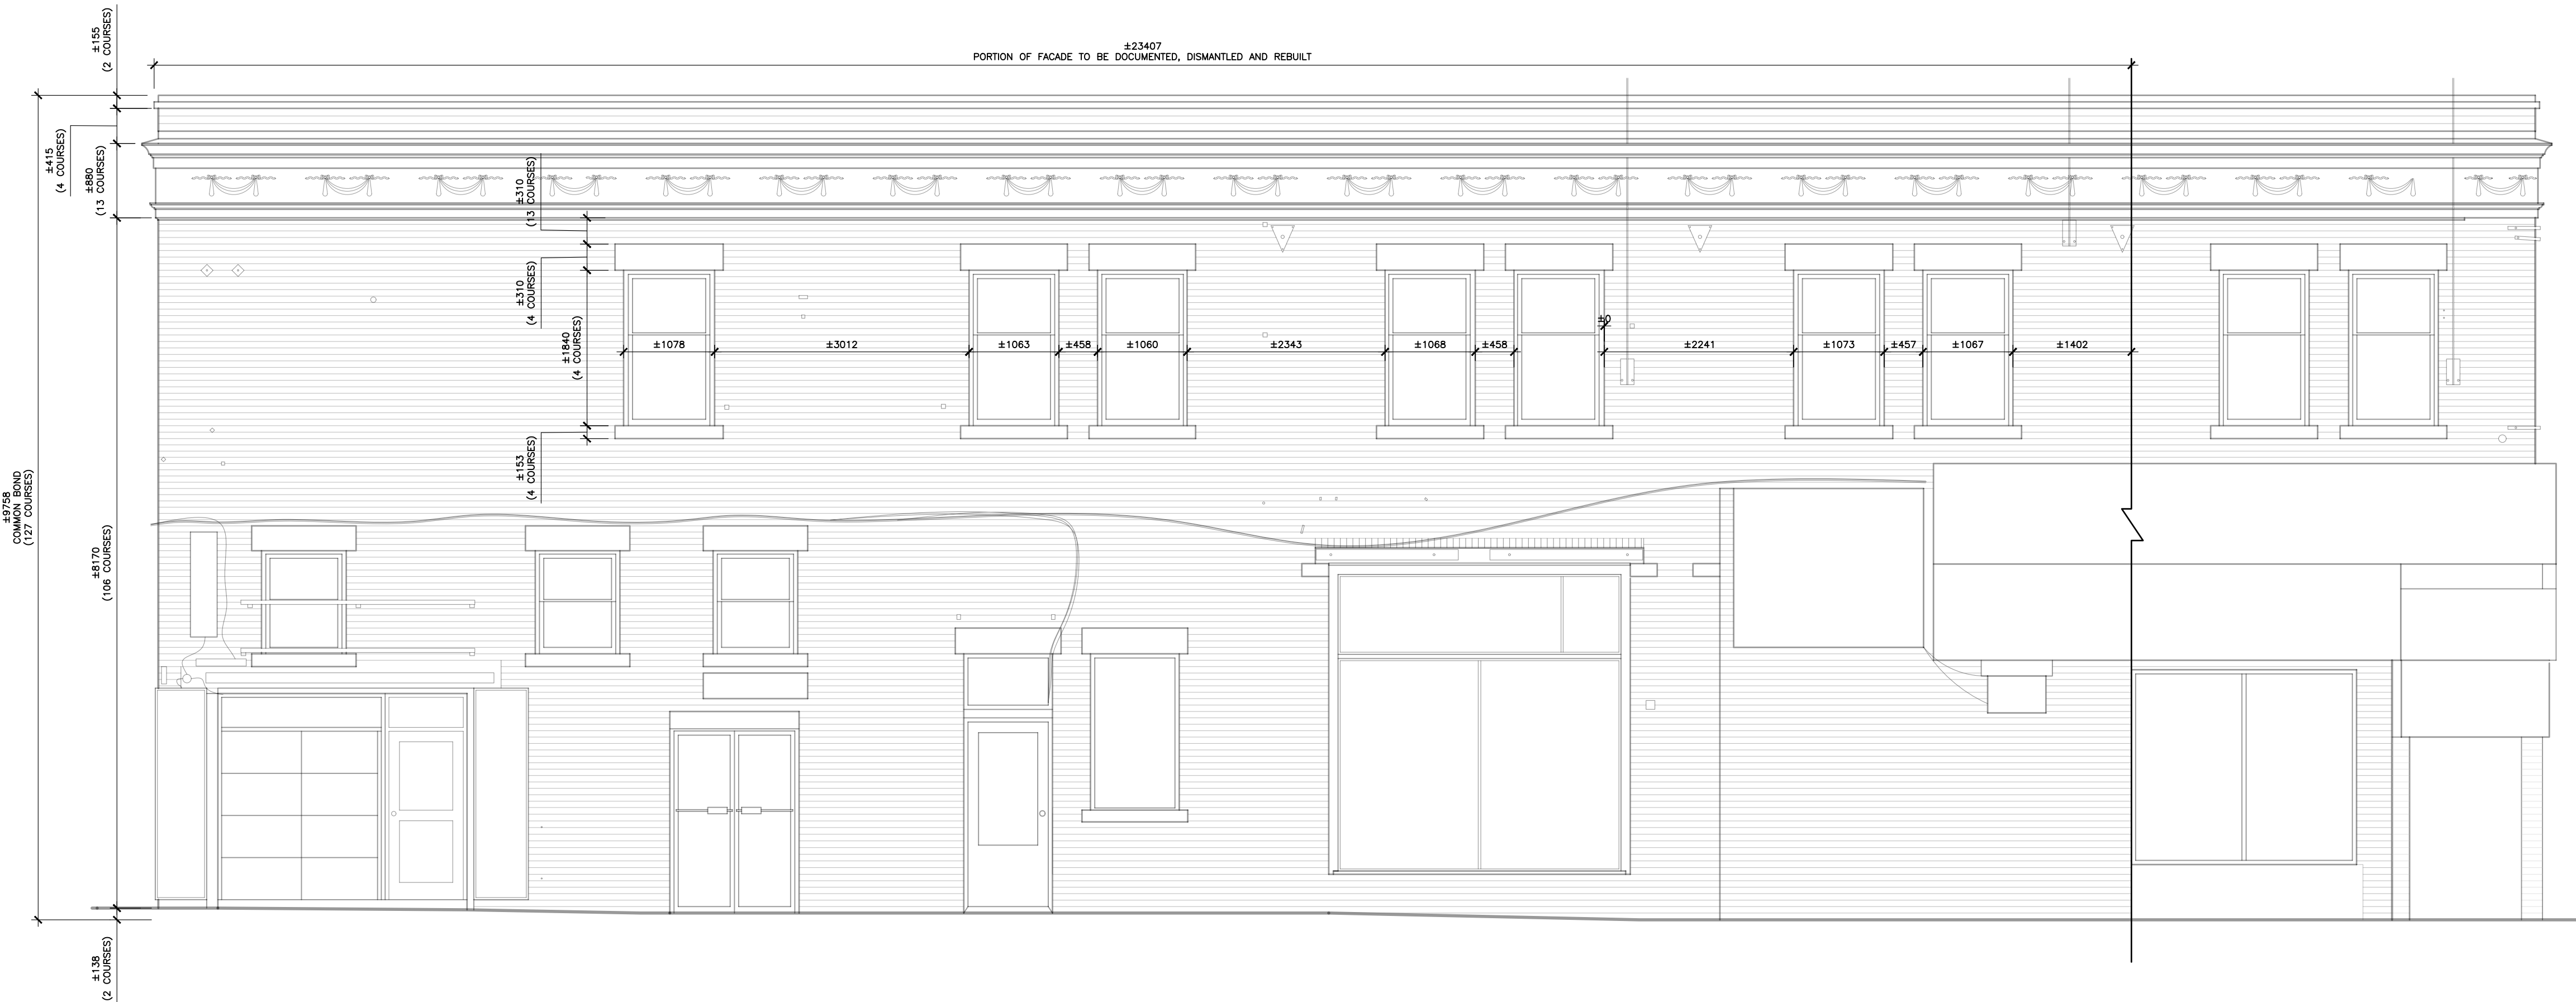 ±155
(2 COURSES)
±23407
PORTION OF FACADE TO BE DOCUMENTED, DISMANTLED AND REBUILT
±415
(4 COURSES)
±880
(13 COURSES)
±310
(13 COURSES)
±310
(4 COURSES)
±1840
(4 COURSES)
±0
±1078
±3012
±1063
±458
±1060
±2343
±1068
±458
±2241
±1073
±457
±1067
±1402
±153
(4 COURSES)
±9758
COMMON BOND
(127 COURSES)
±8170
(106 COURSES)
±138
(2 COURSES)